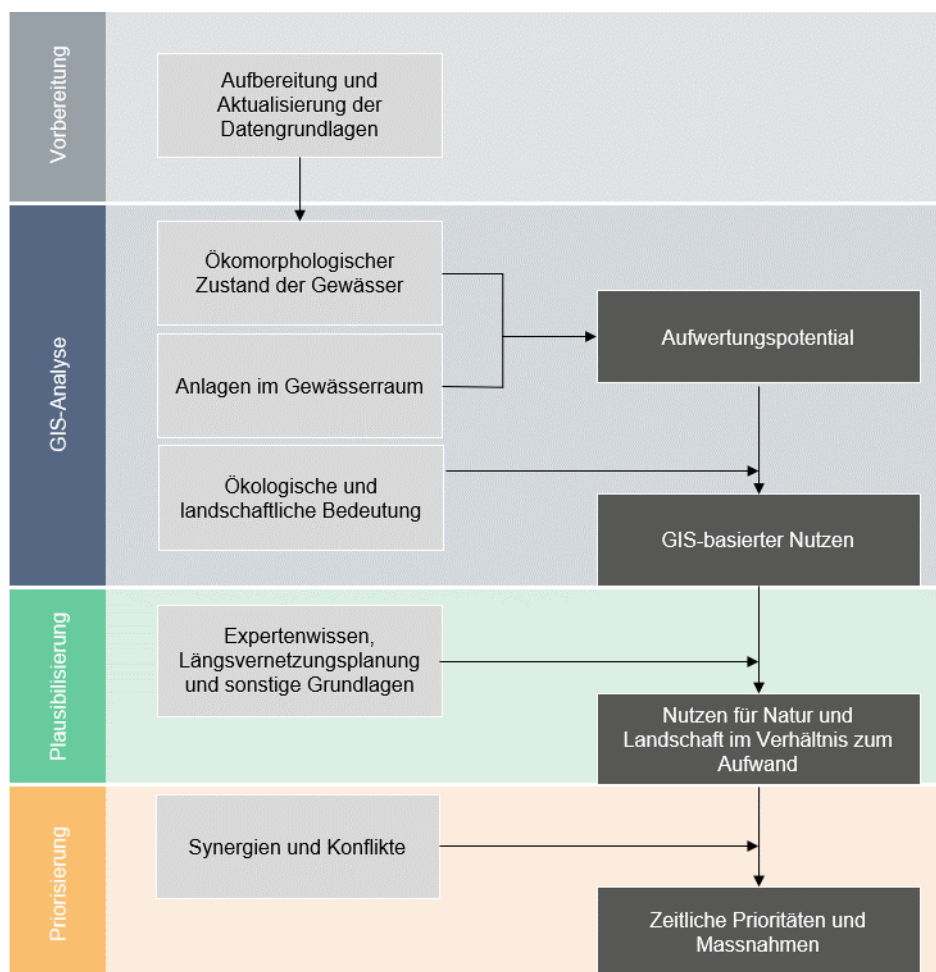 Vorbereitung
Aufbereitung und
Aktualisierung der
Datengrundlagen
GIS-Analyse
Ökomorphologischer
Zustand der Gewässer
Aufwertungspotential
Anlagen im Gewässerraum
Ökologische und
landschaftliche Bedeutung
GIS-basierter Nutzen
Plausibilisierung
Expertenwissen,
Längsvernetzungsplanung
und sonstige Grundlagen
Nutzen für Natur und
Landschaft im Verhältnis zum
Aufwand
Priorisierung
Synergien und Konflikte
Zeitliche Prioritäten und
Massnahmen